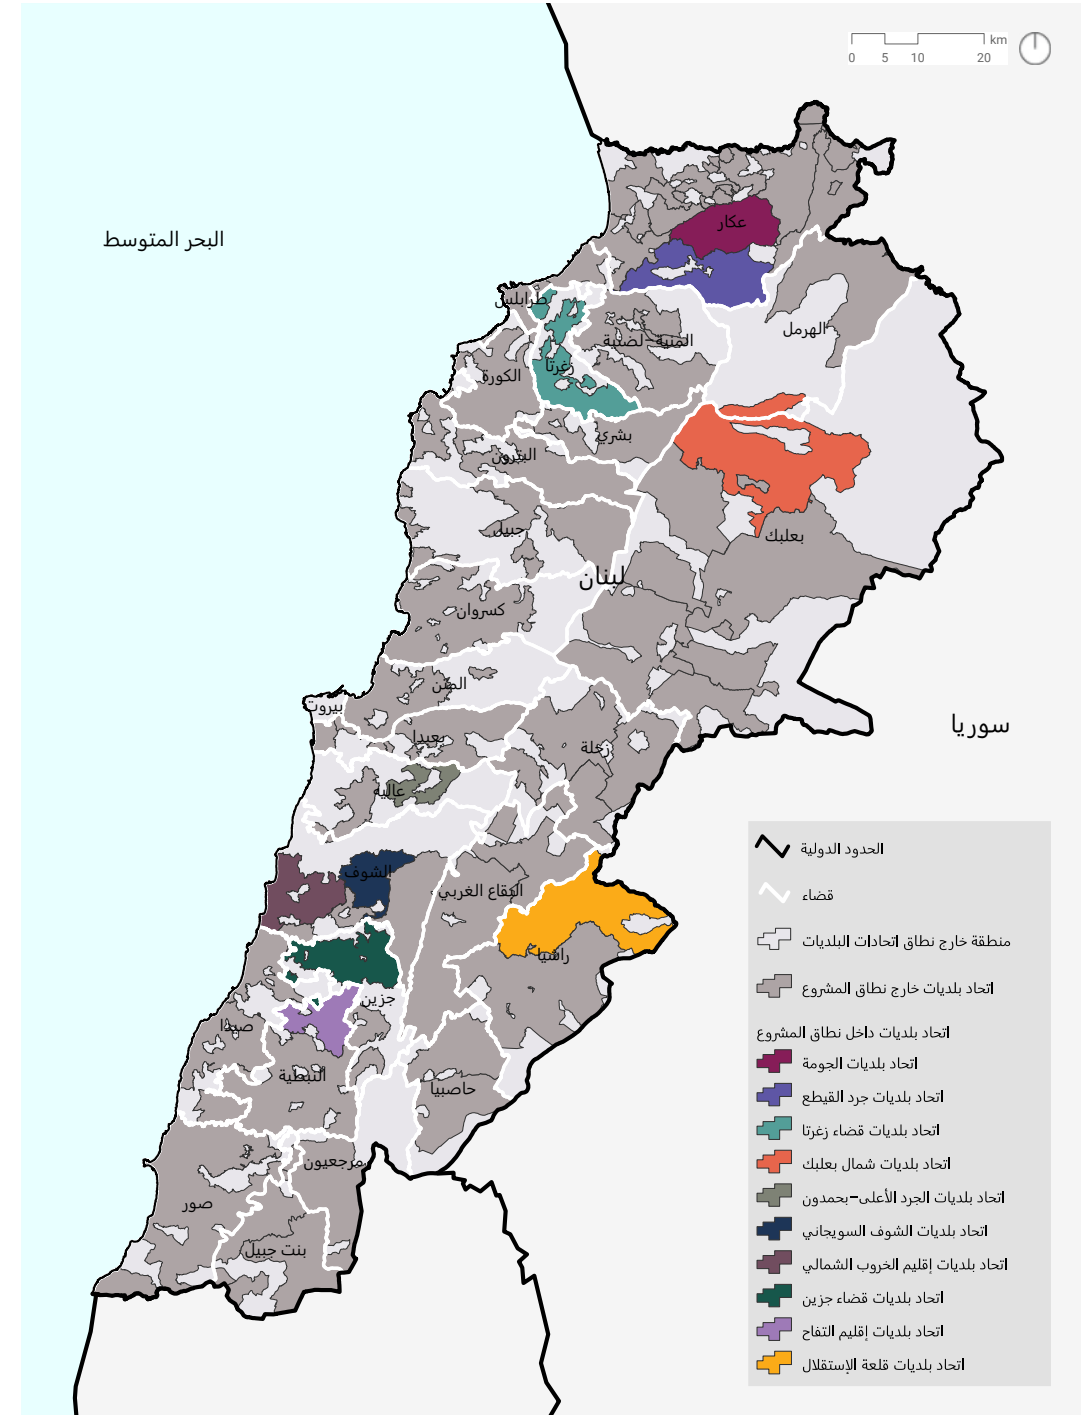 km
0 5 10 20
البحر المتوسط
عكار
طرابلس
الهرمل
المنية-لضنية
زغرتا
الكورة
بشري
البترون
جبيل
بعلبك
لبنان
كسروان
المتن
بيروت
سوريا
بعبدا
زحلة
عاليه
الشوف
البقاع الغربي
راشيا
جزين
صيدا
النبطية
حاصبيا
مرجعيون
صور
بنت جبيل
الحدود الدولية
قضاء
منطقة خارج نطاق اتحادات البلديات
اتحاد بلديات خارج نطاق المشروع
اتحاد بلديات داخل نطاق المشروع
اتحاد بلديات الجومة
اتحاد بلديات جرد القيطع
اتحاد بلديات قضاء زغرتا
اتحاد بلديات شمال بعلبك
اتحاد بلديات الجرد الأعلى-بحمدون
اتحاد بلديات الشوف السويجاني
اتحاد بلديات إقليم الخروب الشمالي
اتحاد بلديات قضاء جزين
اتحاد بلديات إقليم التفاح
اتحاد بلديات قلعة الإستقلال